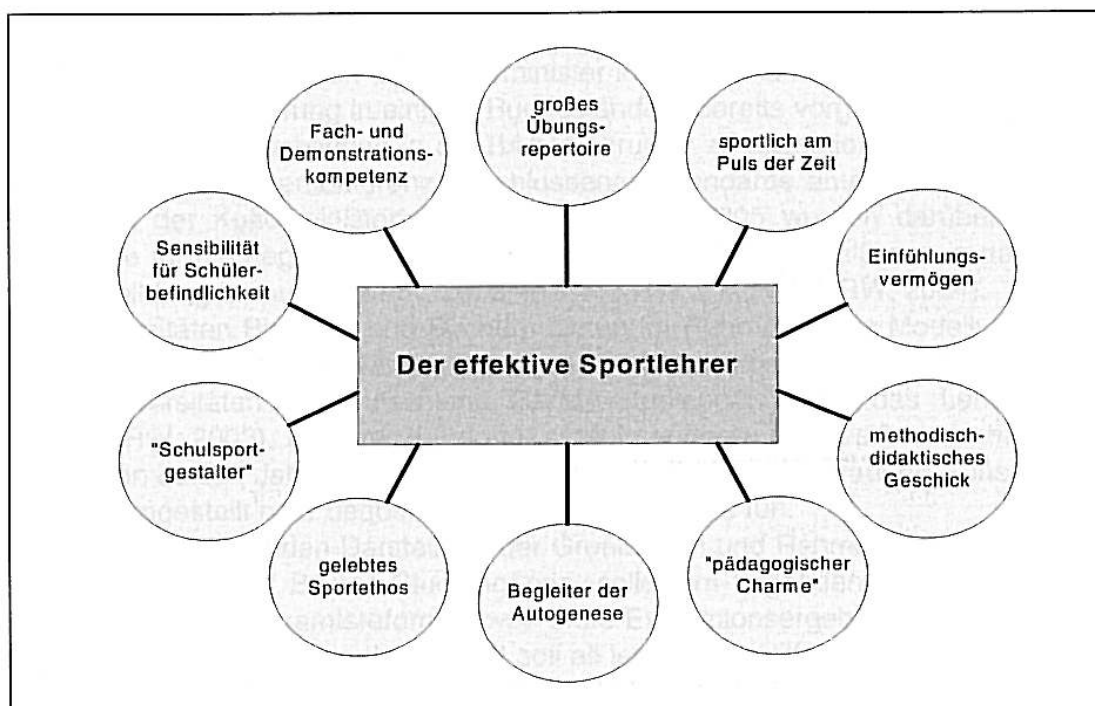 großes
Übungs-
repertoire
Fach- und
Demonstrations-
kompetenz
sportlich am
Puls der Zeit
Sensibilität
für Schüler-
befindlichkeit
Einfühlungs-
vermögen
Der effektive Sportlehrer
"Schulsport-
gestalter"
methodisch-
didaktisches
Geschick
gelebtes
Sportethos
Begleiter der
Autogenese
"pädagogischer
Charme"